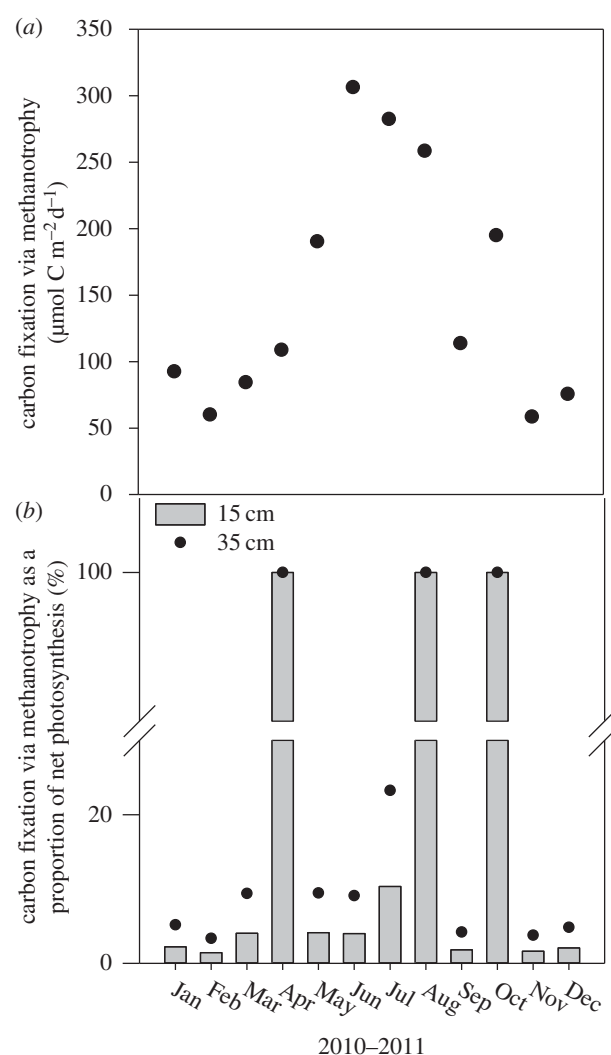 (a)
350
300
250
200
150
100
50
0
carbon fixation via methanotrophy
(µmol C m−2 d−1)
(b)
15 cm
35 cm
100
20
0
carbon fixation via methanotrophy as a
proportion of net photosynthesis (%)
Jan Feb Mar Apr May Jun Jul Aug Sep Oct Nov Dec
2010–2011